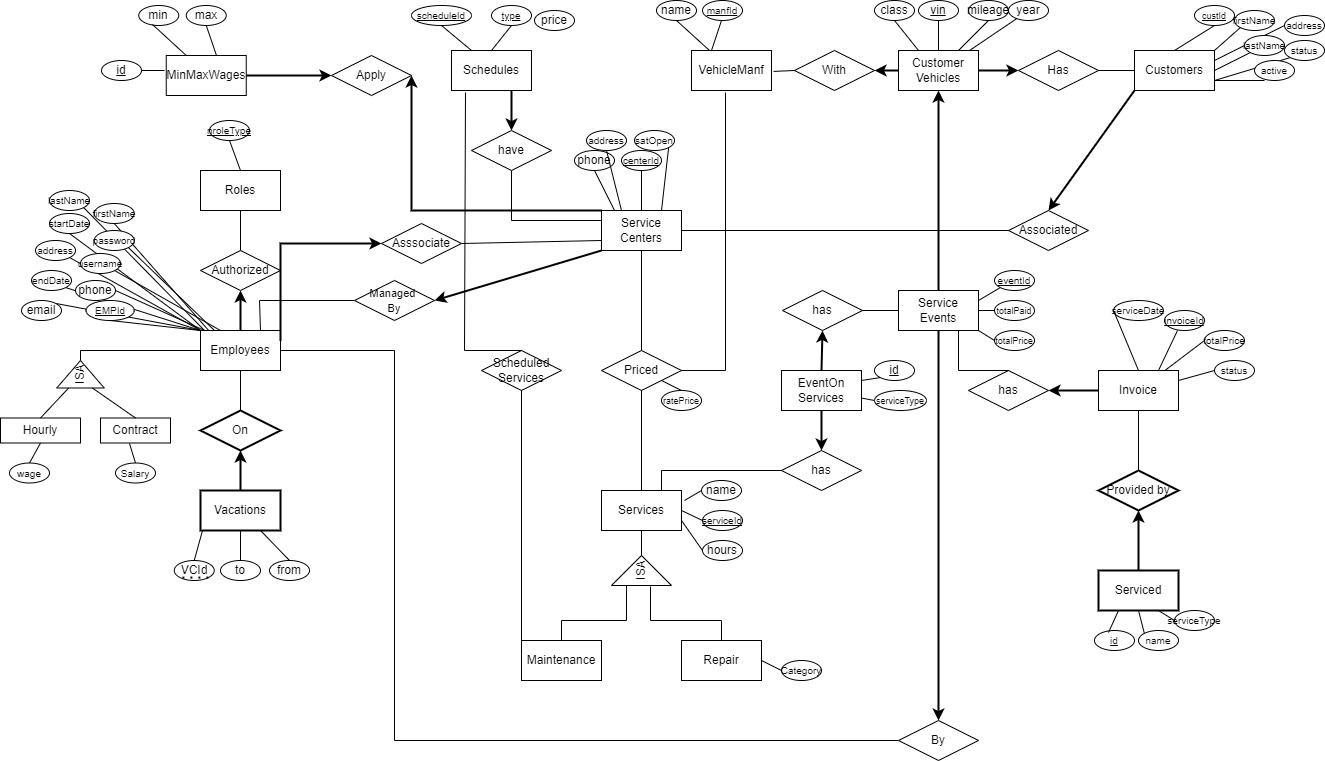 min
max
id
MinMaxWages
Apply
scheduleId
type
price
Schedules
have
name
manfId
VehicleManf
With
class
vin
mileage
year
Customer
Vehicles
Has
custId
firstName
address
lastName
status
active
Customers
roleType
Roles
Authorized
phone
address
centerId
satOpen
Service
Centers
Asssociate
Managed
By
Associated
lastName
firstName
startDate
password
address
username
endDate
phone
email
EMPId
Employees
ISA
Hourly
wage
Contract
Salary
On
Vacations
VCId
to
from
Scheduled
Services
Priced
ratePrice
has
Service
Events
eventId
totalPaid
totalPrice
EventOn
Services
id
serviceType
has
has
serviceDate
invoiceId
totalPrice
status
Invoice
Provided by
Serviced
id
name
serviceType
Services
name
serviceId
hours
ISA
Maintenance
Repair
Category
By